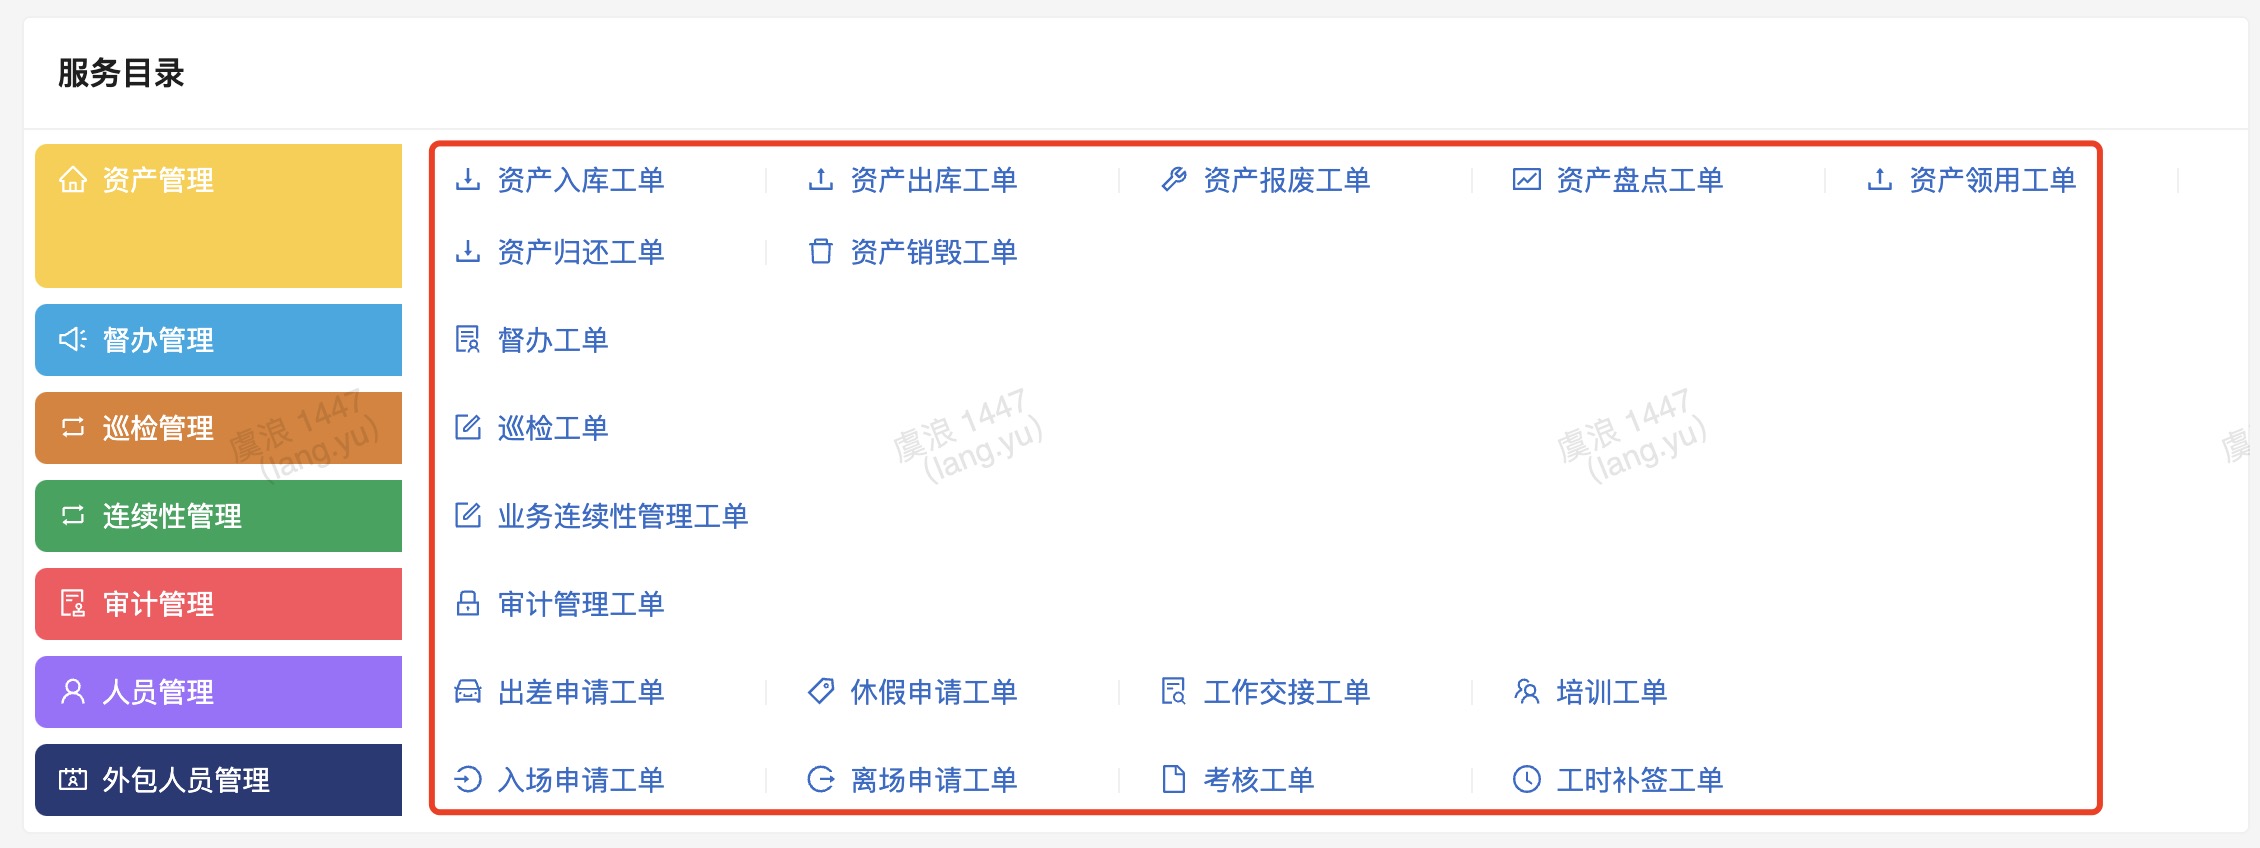 服务目录
资产管理 资产入库工单 资产出库工单 资产报废工单 资产盘点工单 资产领用工单
资产归还工单 资产销毁工单
督办管理 督办工单
巡检管理 巡检工单
虞浪 1447 虞浪 1447 虞浪 1447 虞
(lang.yu) (lang.yu) (lang.yu)
连续性管理 业务连续性管理工单
审计管理 审计管理工单
人员管理 出差申请工单 休假申请工单 工作交接工单 培训工单
外包人员管理 入场申请工单 离场申请工单 考核工单 工时补签工单